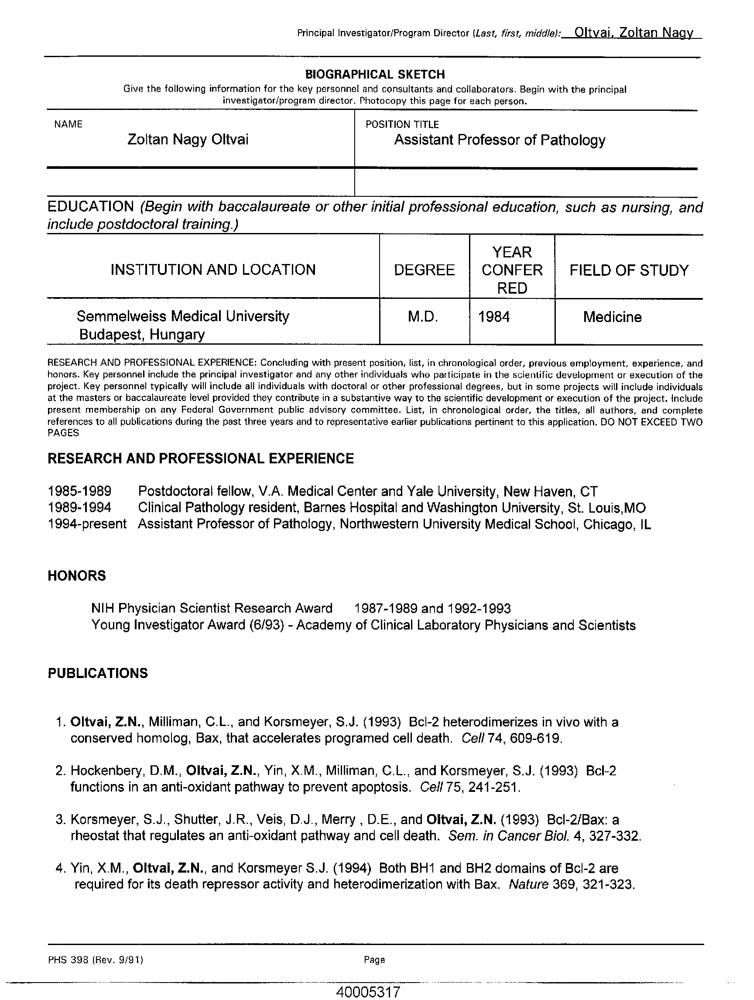 Principal Investigator/Program Director (Last, first, middle): Oltvai, Zoltan Nagy
BIOGRAPHICAL SKETCH
Give the following information for the key personnel and consultants and collaborators. Begin with the principal
investigator/program director. Photocopy this page for each person.
NAME
Zoltan Nagy Oltvai
POSITION TITLE
Assistant Professor of Pathology
EDUCATION (Begin with baccalaureate or other initial professional education, such as nursing, and
include postdoctoral training.)
INSTITUTION AND LOCATION
DEGREE
YEAR
CONFER
RED
FIELD OF STUDY
Semmelweiss Medical University
Budapest, Hungary
M.D.
1984
Medicine
RESEARCH AND PROFESSIONAL EXPERIENCE: Concluding with present position, list, in chronological order, previous employment, experience, and
honors. Key personnel include the principal investigator and any other individuals who participate in the scientific development or execution of the
project. Key personnel typically will include all individuals with doctoral or other professional degrees, but in some projects will include individuals
at the masters or baccalaureate level provided they contribute in a substantive way to the scientific development or execution of the project. Include
present membership on any Federal Government public advisory committee. List, in chronological order, the titles, all authors, and complete
references to all publications during the past three years and to representative earlier publications pertinent to this application. DO NOT EXCEED TWO
PAGES
RESEARCH AND PROFESSIONAL EXPERIENCE
1985-1989 Postdoctoral fellow, V.A. Medical Center and Yale University, New Haven, CT
1989-1994 Clinical Pathology resident, Barnes Hospital and Washington University, St. Louis,MO
1994-present Assistant Professor of Pathology, Northwestern University Medical School, Chicago, IL
HONORS
NIH Physician Scientist Research Award 1987-1989 and 1992-1993
Young Investigator Award (6/93) - Academy of Clinical Laboratory Physicians and Scientists
PUBLICATIONS
1. Oltvai, Z.N., Milliman, C.L., and Korsmeyer, S.J. (1993) Bcl-2 heterodimerizes in vivo with a
conserved homolog, Bax, that accelerates programed cell death. Cell 74, 609-619.
2. Hockenbery, D.M., Oltvai, Z.N., Yin, X.M., Milliman, C.L., and Korsmeyer, S.J. (1993) Bcl-2
functions in an anti-oxidant pathway to prevent apoptosis. Cell 75, 241-251.
3. Korsmeyer, S.J., Shutter, J.R., Veis, D.J., Merry , D.E., and Oltvai, Z.N. (1993) Bcl-2/Bax: a
rheostat that regulates an anti-oxidant pathway and cell death. Sem. in Cancer Biol. 4, 327-332.
4. Yin, X.M., Oltvai, Z.N., and Korsmeyer S.J. (1994) Both BH1 and BH2 domains of Bcl-2 are
required for its death repressor activity and heterodimerization with Bax. Nature 369, 321-323.
PHS 398 (Rev. 9/91)
Page
40005317